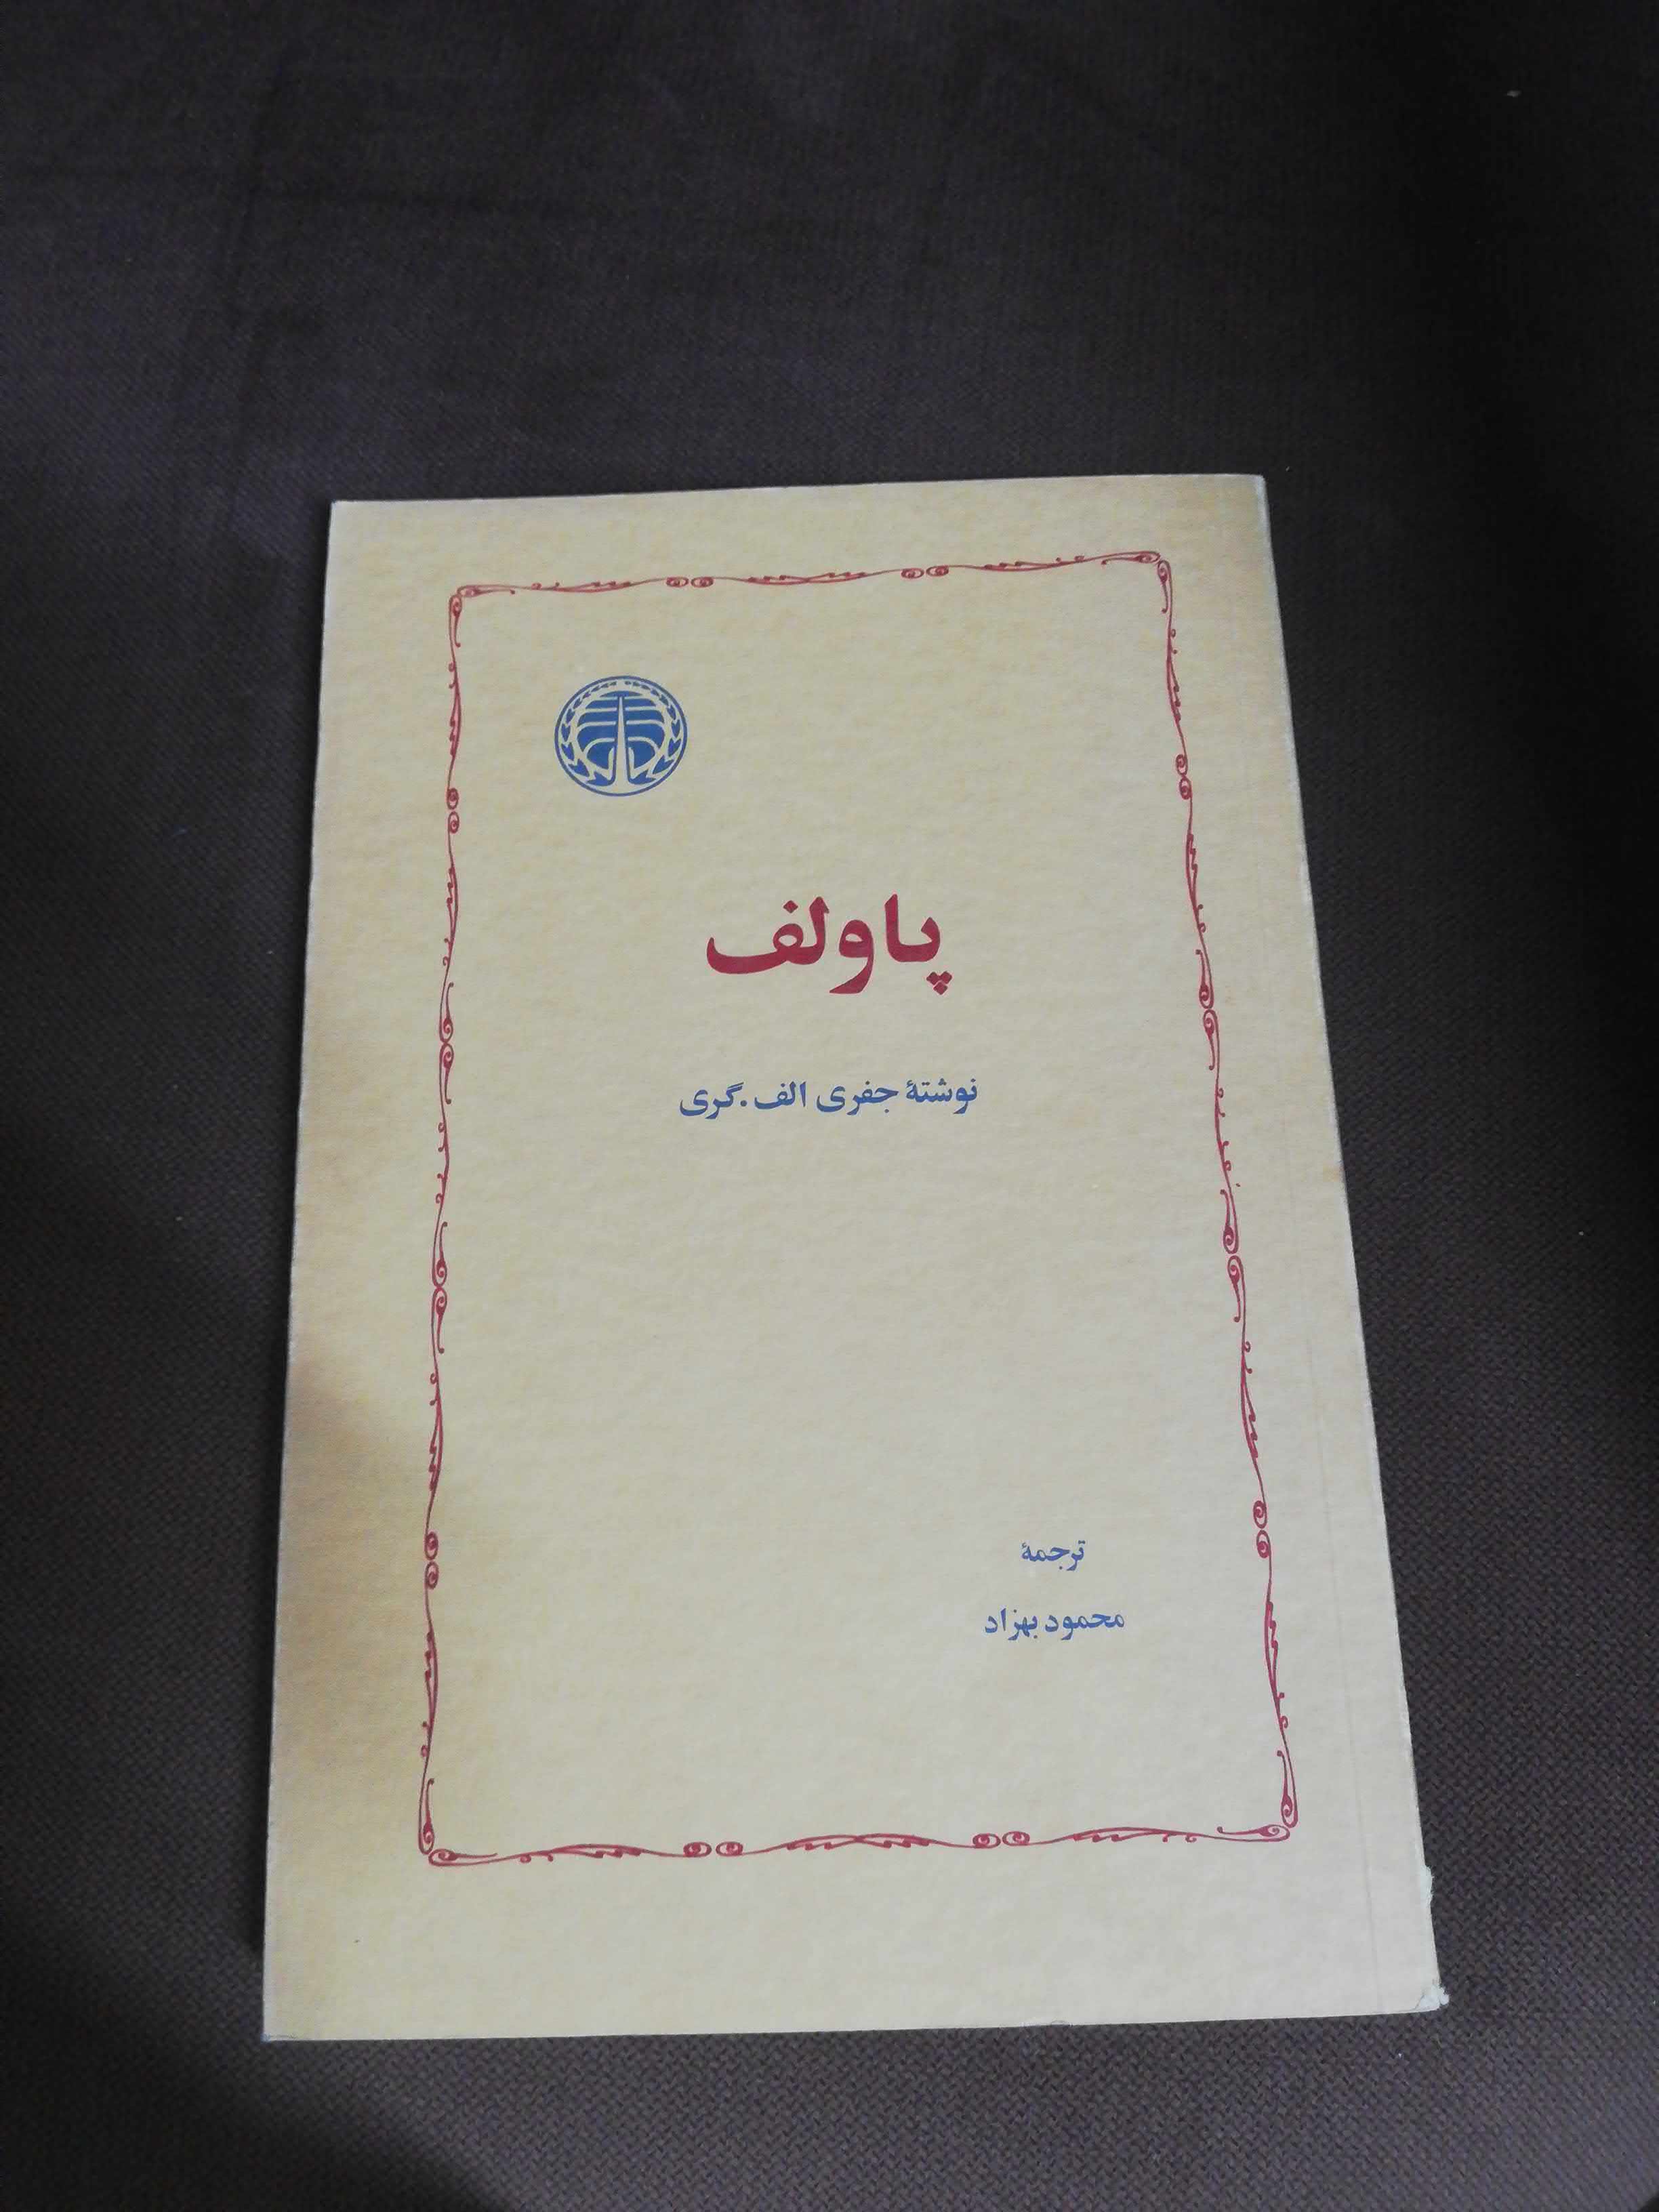 پاولف
نوشتهٔ جفری الف.گری
ترجمهٔ
محمود بهزاد